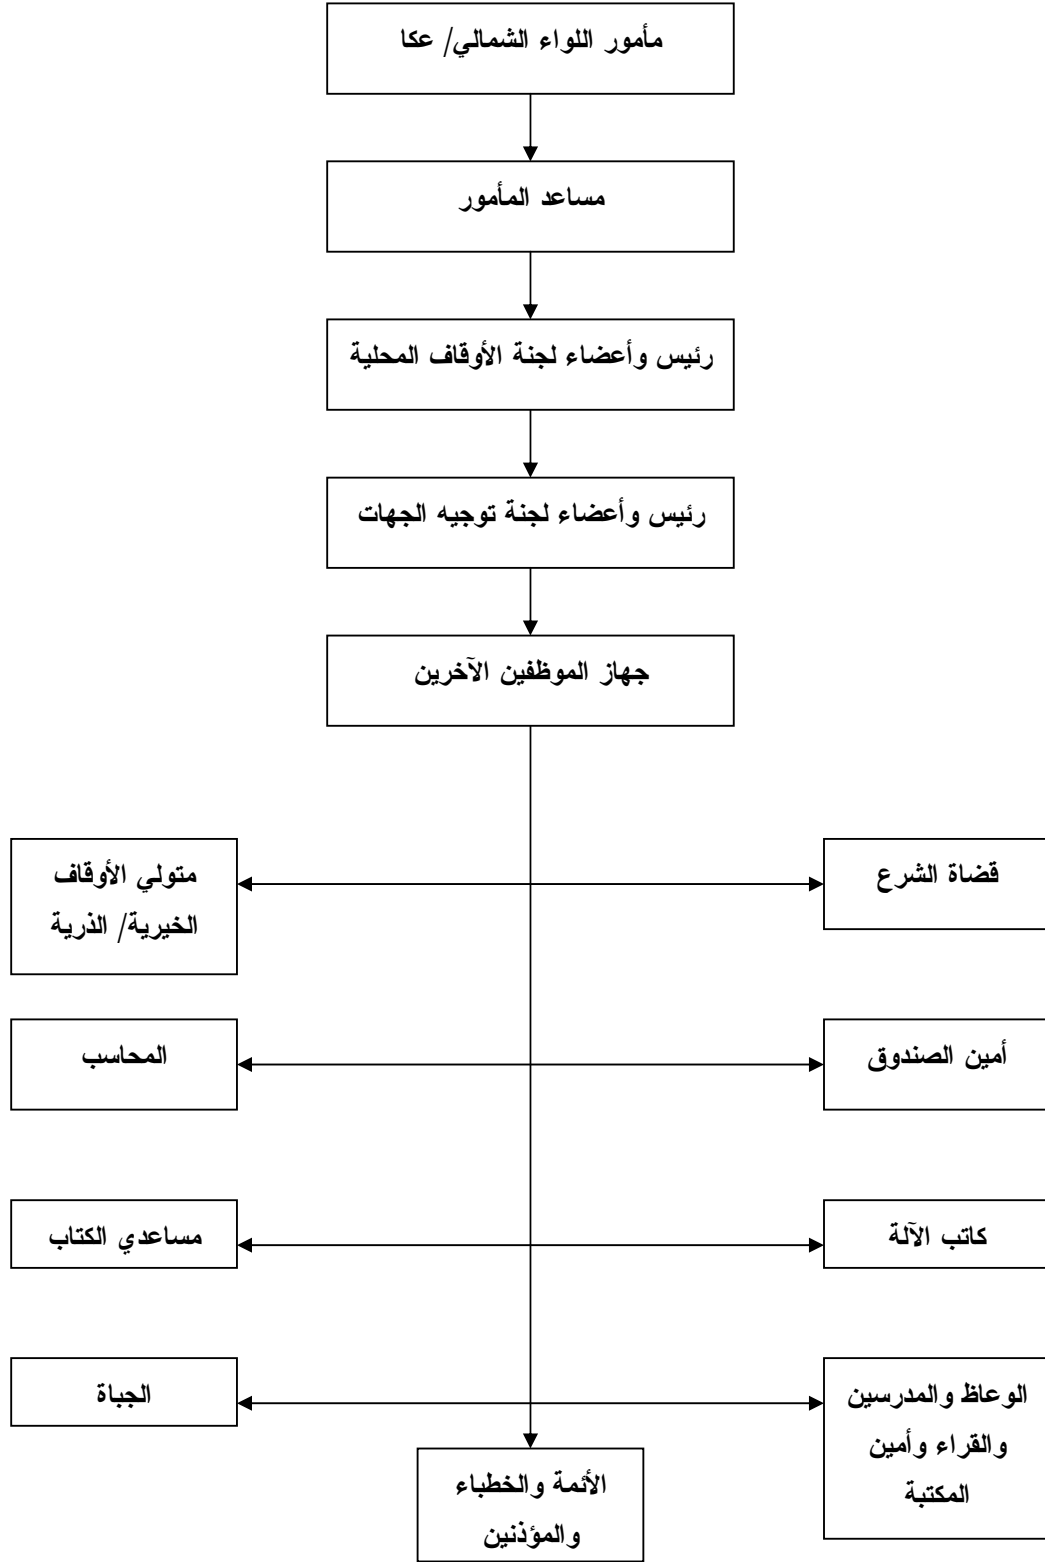 مأمور اللواء الشمالي/ عكا
مساعد المأمور
رئيس وأعضاء لجنة الأوقاف المحلية
رئيس وأعضاء لجنة توجيه الجهات
جهاز الموظفين الآخرين
قضاة الشرع
متولي الأوقاف
الخيرية/ الذرية
أمين الصندوق
المحاسب
كاتب الآلة
مساعدي الكتاب
الوعاظ والمدرسين
والقراء وأمين
المكتبة
الجباة
الأئمة والخطباء
والمؤذنين